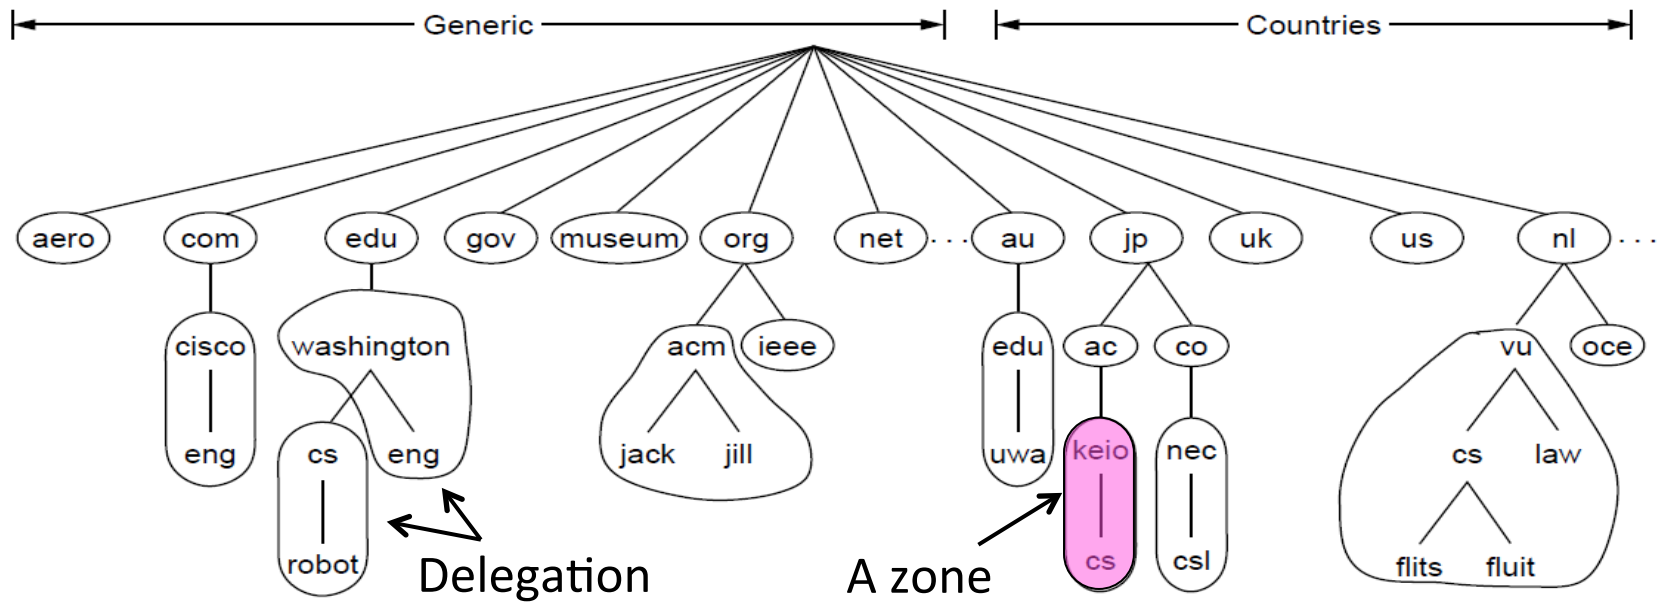 Generic Countries
aero com edu gov museum org net ... au jp uk us nl ...
cisco washington acm ieee edu ac co vu oce
eng cs eng jack jill uwa keio nec cs law
robot cs csl flits fluit
Delegation A zone